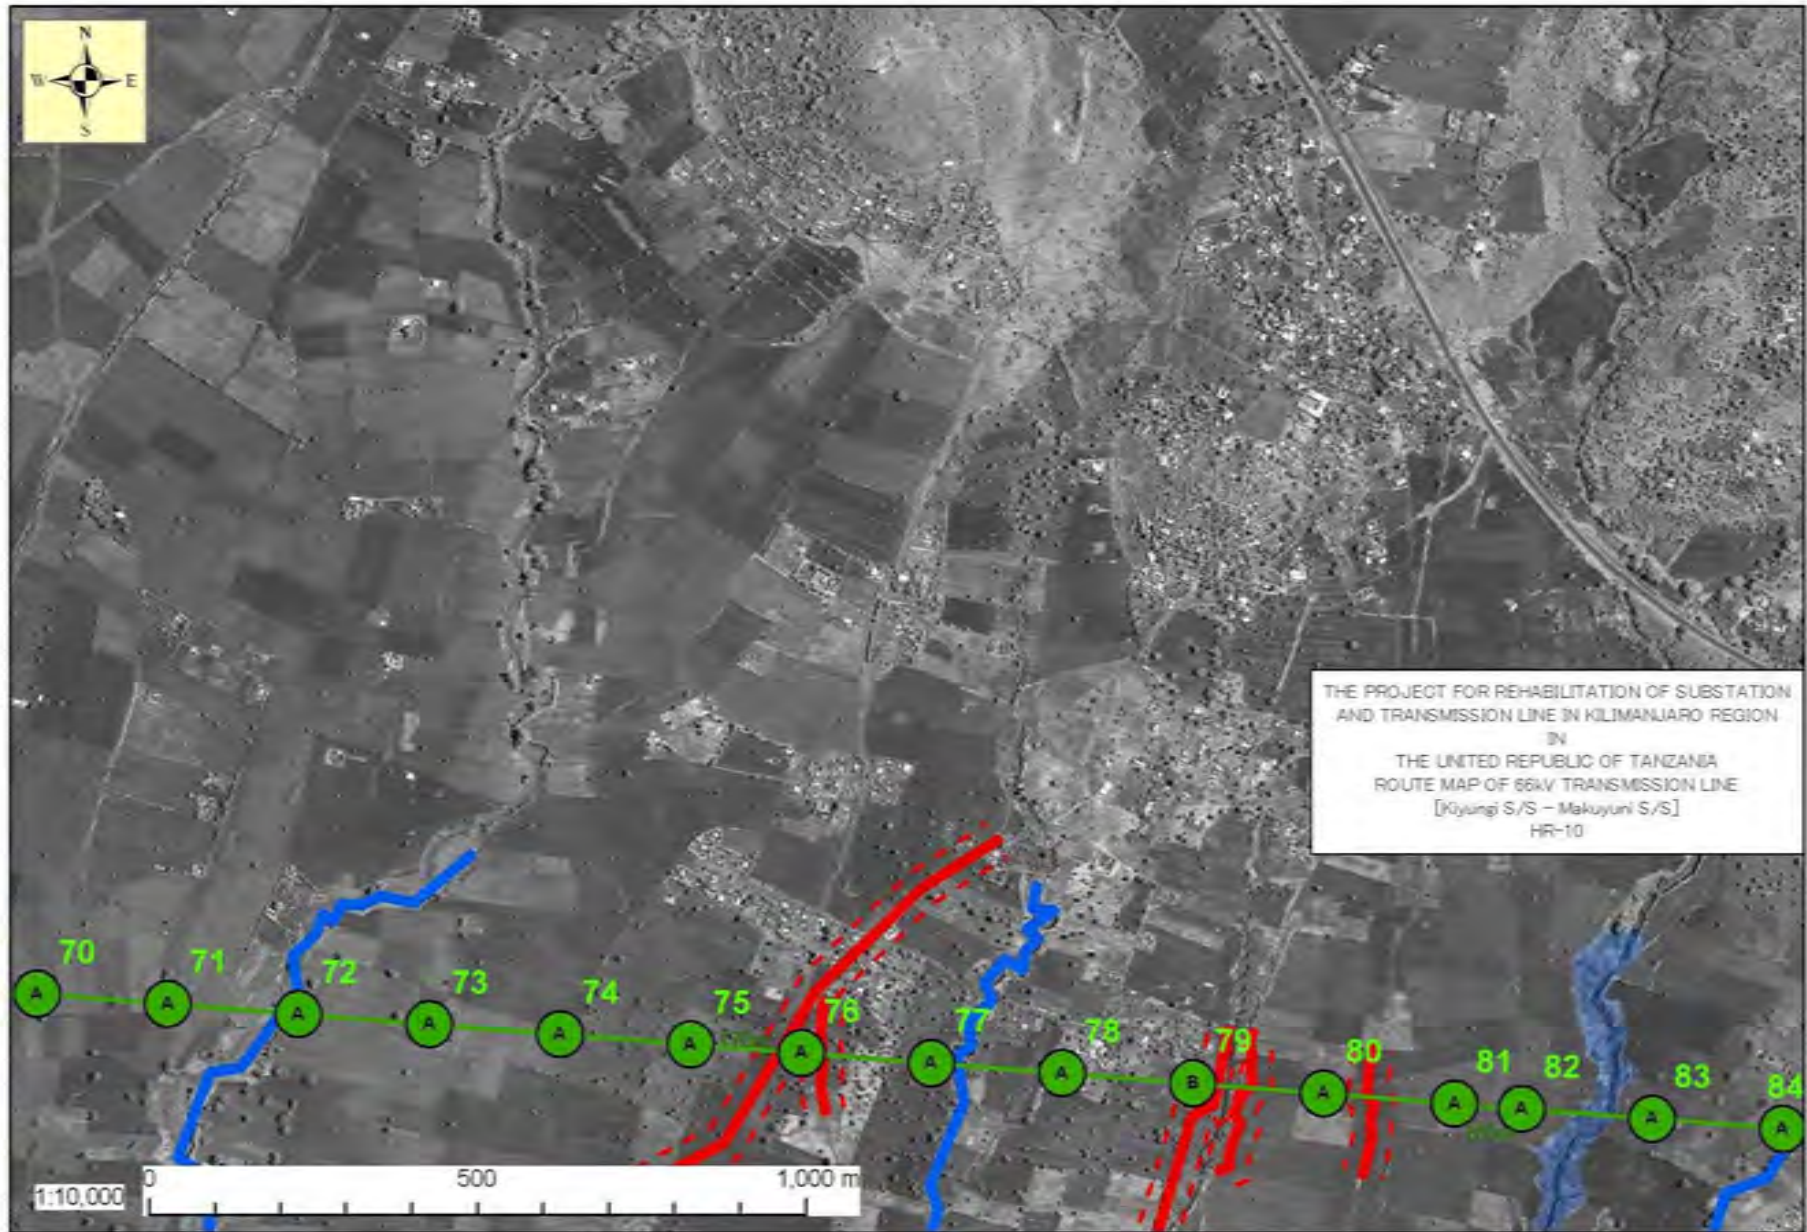 N
W E
S
THE PROJECT FOR REHABILITATION OF SUBSTATION
AND TRANSMISSION LINE IN KILIMANJARO REGION
IN
THE UNITED REPUBLIC OF TANZANIA
ROUTE MAP OF 66kV TRANSMISSION LINE
[Kiyungi S/S - Makuyuni S/S]
HR-10
70 71 72 73 74 75 76 77 78 79 80 81 82 83 84
A A A A A A A A A B A A A A A
0 500 1,000 m
1:10,000